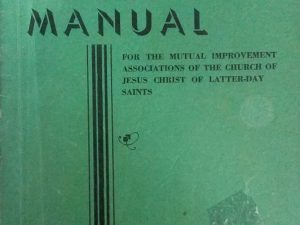 MANUAL
FOR THE MUTUAL IMPROVEMENT
ASSOCIATIONS OF THE CHURCH OF
JESUS CHRIST OF LATTER-DAY
SAINTS